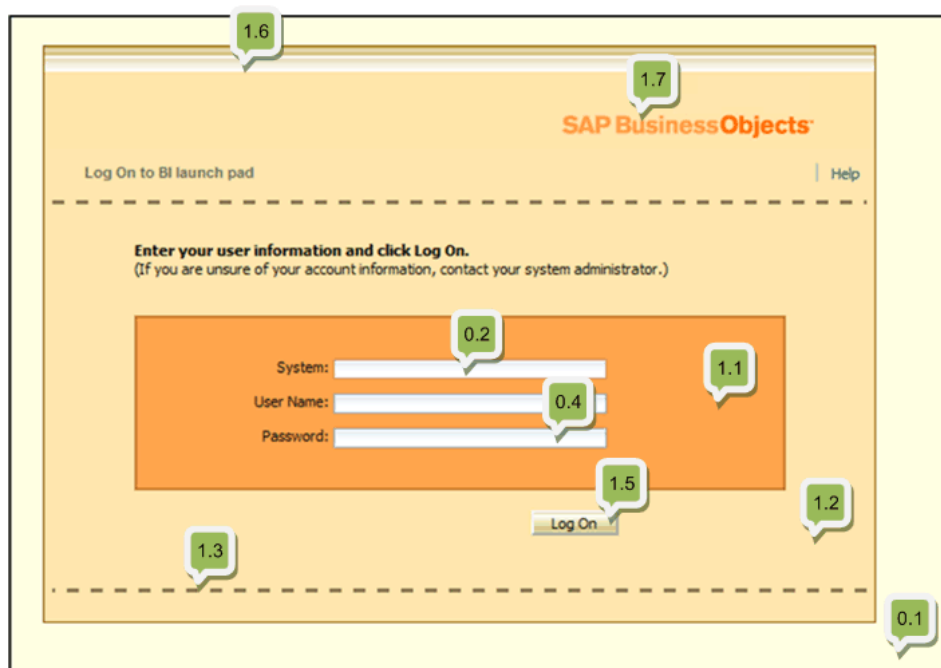 1.6
1.7
SAP BusinessObjects™
Log On to BI launch pad
Help
Enter your user information and click Log On.
(If you are unsure of your account information, contact your system administrator.)
0.2
System:
1.1
User Name:
0.4
Password:
1.5
1.2
Log On
1.3
0.1